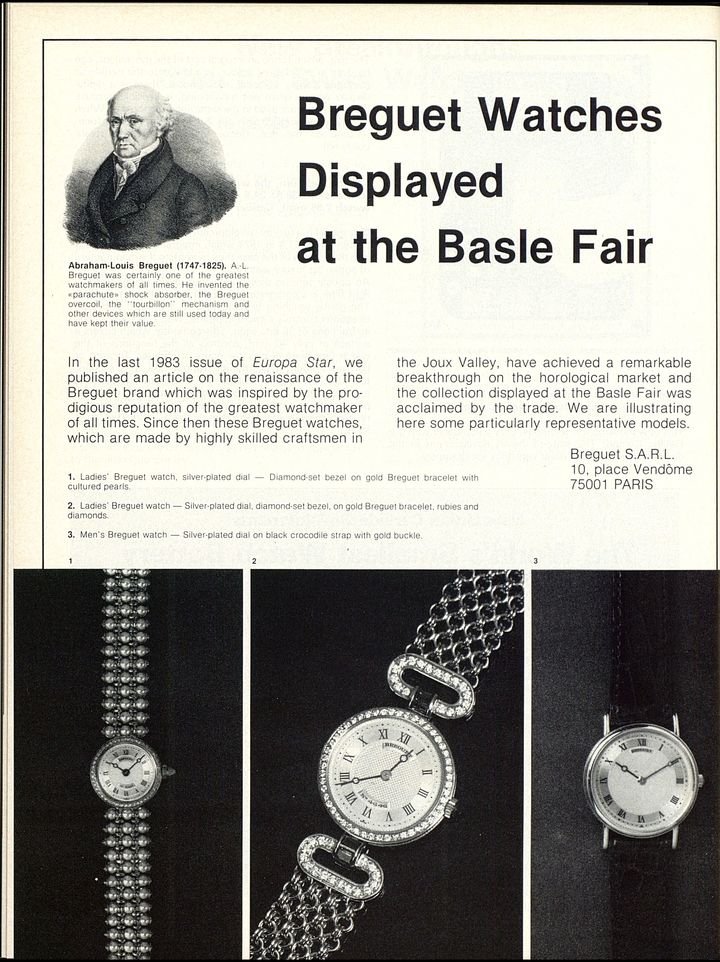 Breguet Watches
Displayed
at the Basle Fair
Abraham-Louis Breguet (1747-1825). A.-L.
Breguet was certainly one of the greatest
watchmakers of all times. He invented the
«parachute» shock absorber, the Breguet
overcoil, the "tourbillon" mechanism and
other devices which are still used today and
have kept their value.
In the last 1983 issue of Europa Star, we
published an article on the renaissance of the
Breguet brand which was inspired by the pro-
digious reputation of the greatest watchmaker
of all times. Since then these Breguet watches,
which are made by highly skilled craftsmen in
the Joux Valley, have achieved a remarkable
breakthrough on the horological market and
the collection displayed at the Basle Fair was
acclaimed by the trade. We are illustrating
here some particularly representative models.
Breguet S.A.R.L.
10, place Vendôme
75001 PARIS
1. Ladies' Breguet watch, silver-plated dial — Diamond-set bezel on gold Breguet bracelet with
cultured pearls.
2. Ladies' Breguet watch — Silver-plated dial, diamond-set bezel, on gold Breguet bracelet, rubies and
diamonds.
3. Men's Breguet watch — Silver-plated dial on black crocodile strap with gold buckle.
1
2
3
BREGUET